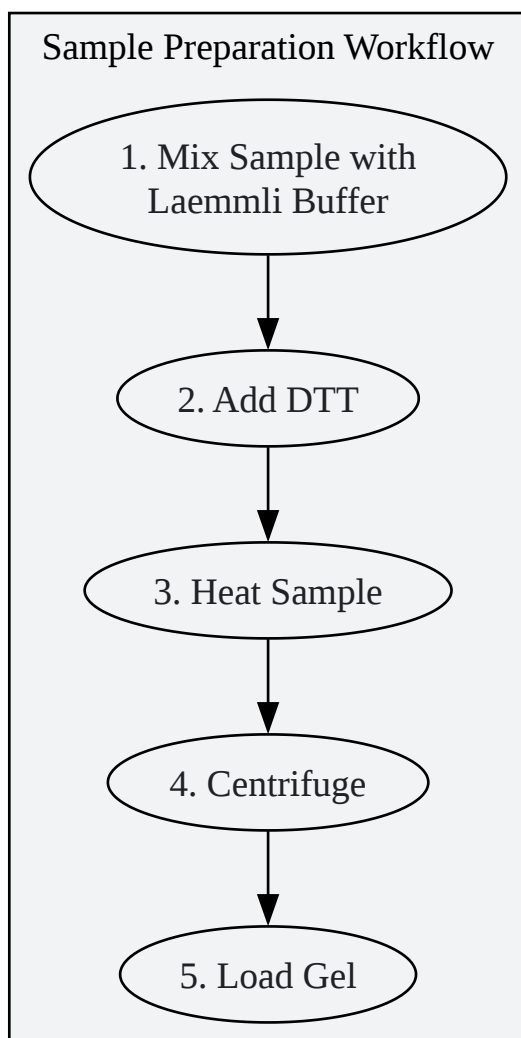 Sample Preparation Workflow
1. Mix Sample with
Laemmli Buffer
2. Add DTT
3. Heat Sample
4. Centrifuge
5. Load Gel